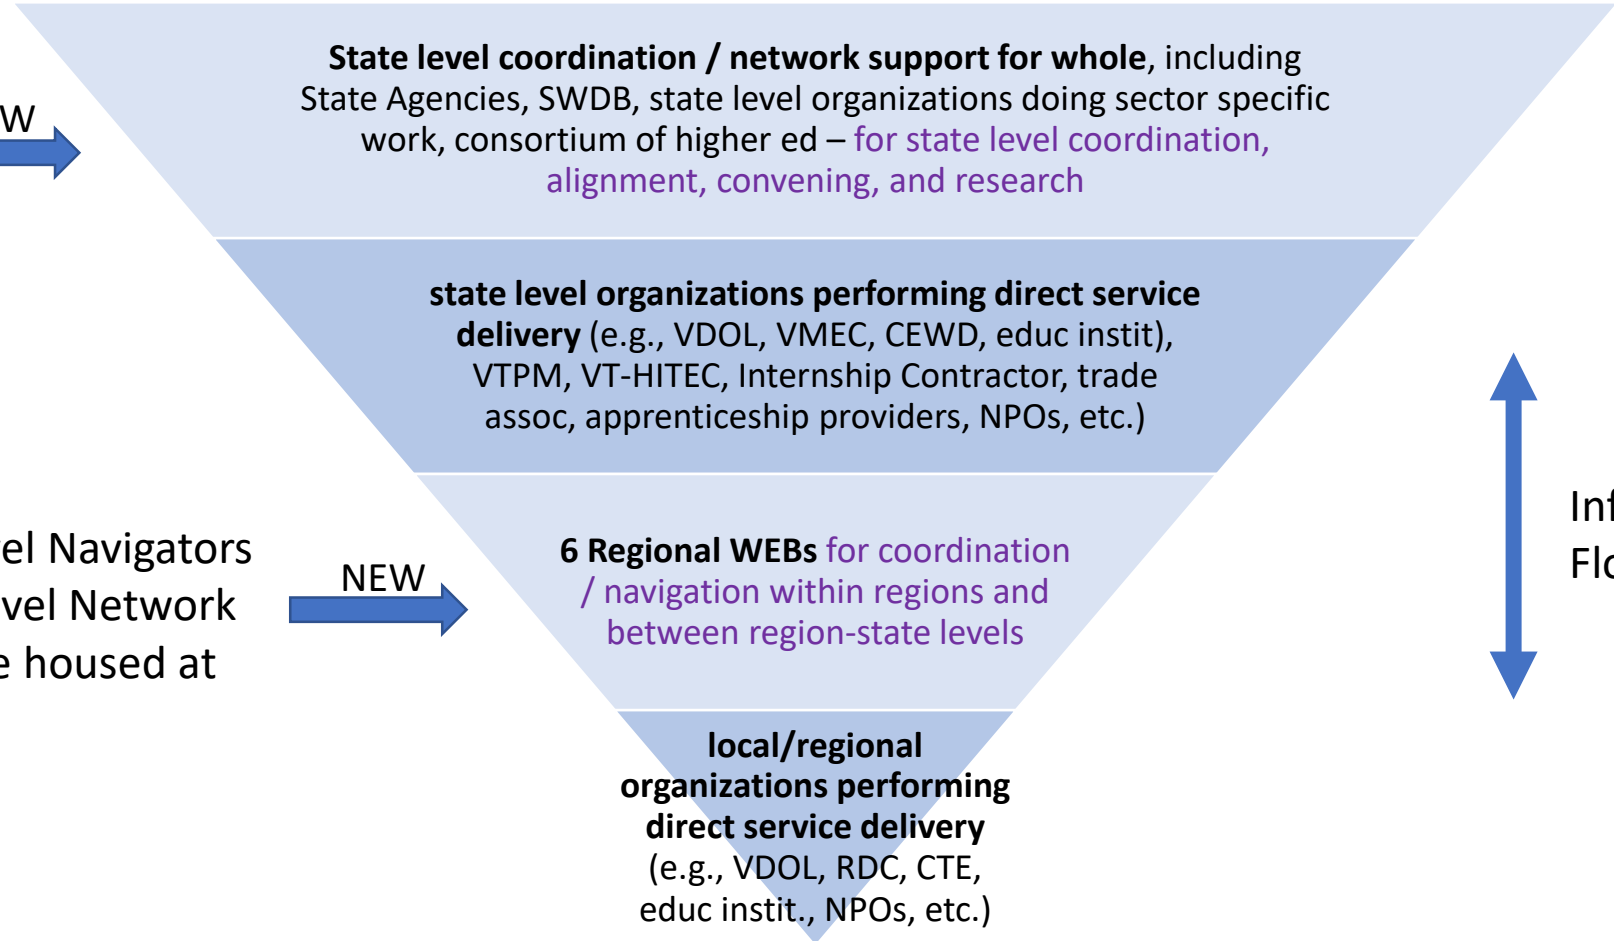 State level coordination / network support for whole, including
State Agencies, SWDB, state level organizations doing sector specific
work, consortium of higher ed – for state level coordination,
alignment, convening, and research
state level organizations performing direct service
delivery (e.g., VDOL, VMEC, CEWD, educ instit),
VTPM, VT-HITEC, Internship Contractor, trade
assoc, apprenticeship providers, NPOs, etc.)
Navigators
Network
housed at
NEW
6 Regional WEBs for coordination
/ navigation within regions and
between region-state levels
local/regional
organizations performing
direct service delivery
(e.g., VDOL, RDC, CTE,
educ instit., NPOs, etc.)